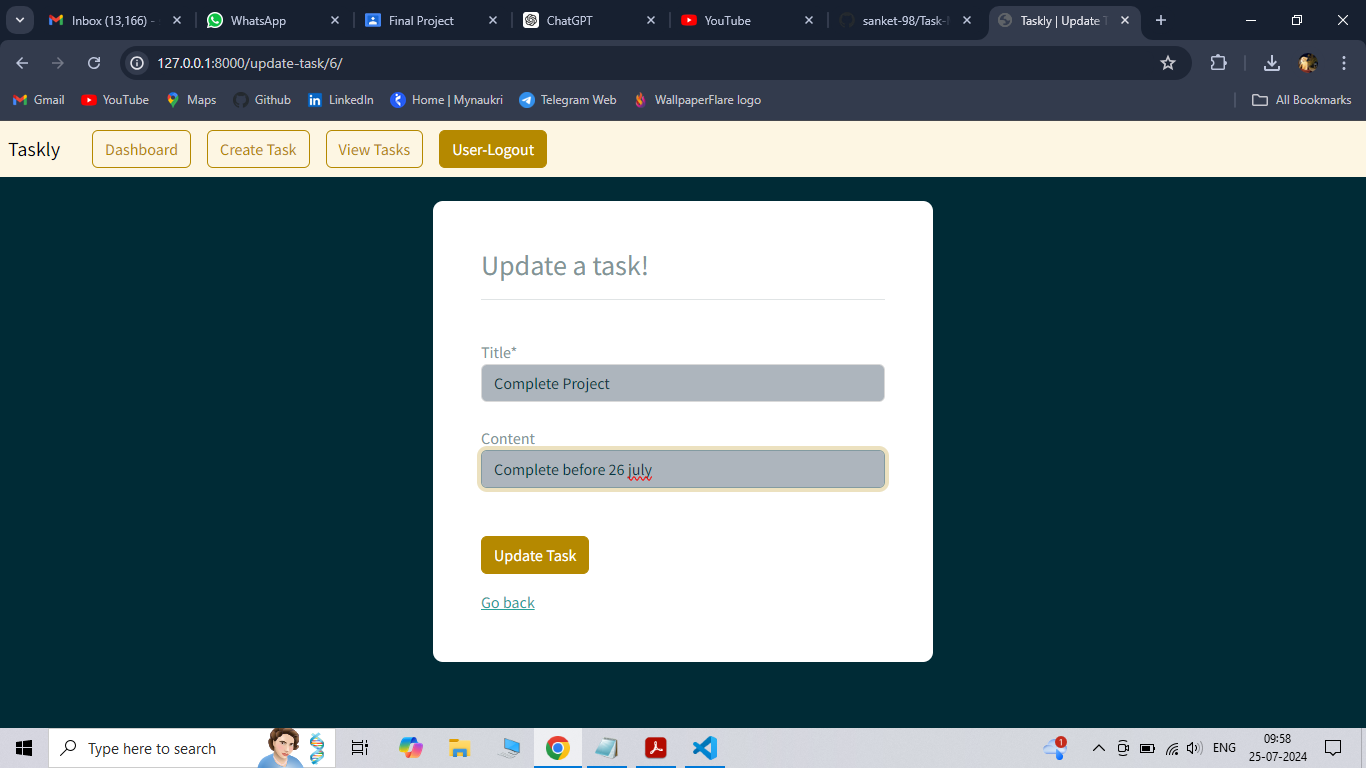 Inbox (13,166) -
WhatsApp
Final Project
ChatGPT
YouTube
sanket-98/Task-
Taskly | Update T
127.0.0.1:8000/update-task/6/
Gmail
YouTube
Maps
Github
LinkedIn
Home | Mynaukri
Telegram Web
WallpaperFlare logo
All Bookmarks
Taskly
Dashboard
Create Task
View Tasks
User-Logout
Update a task!
Title*
Complete Project
Content
Complete before 26 july
Update Task
Go back
Type here to search
1
ENG
09:58
25-07-2024